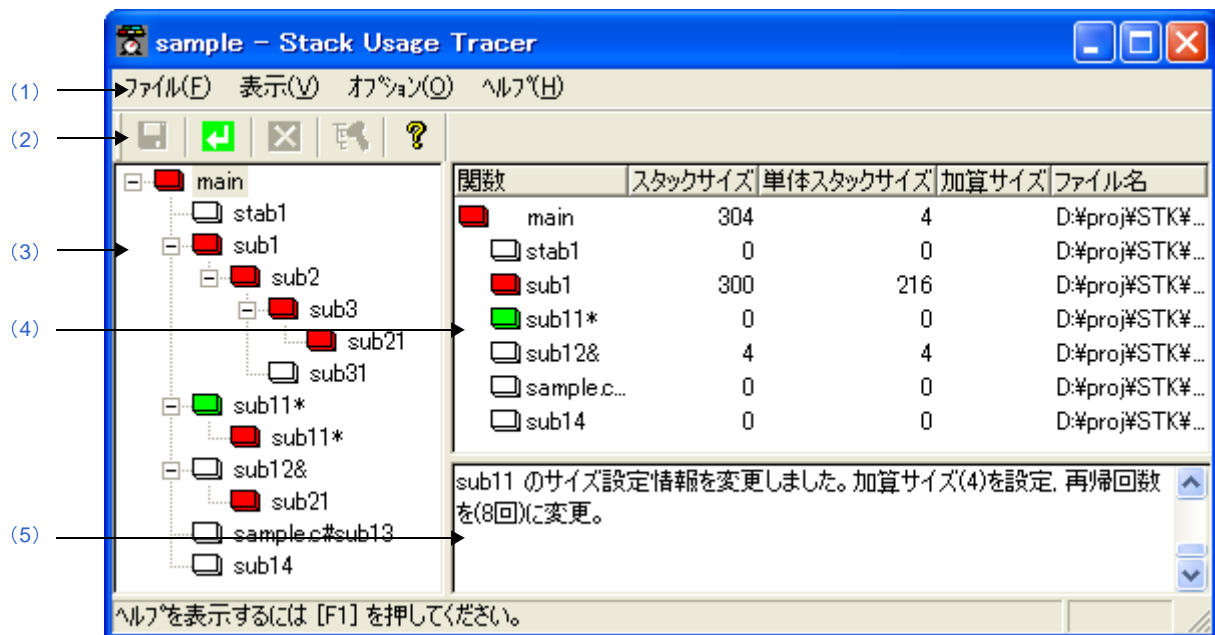 sample - Stack Usage Tracer
(1)
ファイル(F) 表示(V) オプション(O) ヘルプ(H)
(2)
main
stab1
(3)
sub1
sub2
sub3
sub21
sub31
sub11*
sub11*
sub12&
sub21
sample.c#sub13
sub14
関数 スタックサイズ 単体スタックサイズ 加算サイズ ファイル名
main 304 4 D:¥proj¥STK¥...
stab1 0 0 D:¥proj¥STK¥...
sub1 300 216 D:¥proj¥STK¥...
(4)
sub11* 0 0 D:¥proj¥STK¥...
sub12& 4 4 D:¥proj¥STK¥...
sample.c... 0 0 D:¥proj¥STK¥...
sub14 0 0 D:¥proj¥STK¥...
sub11 のサイズ設定情報を変更しました。加算サイズ(4)を設定, 再帰回数
を(8回)に変更。
(5)
ヘルプを表示するには [F1] を押してください。